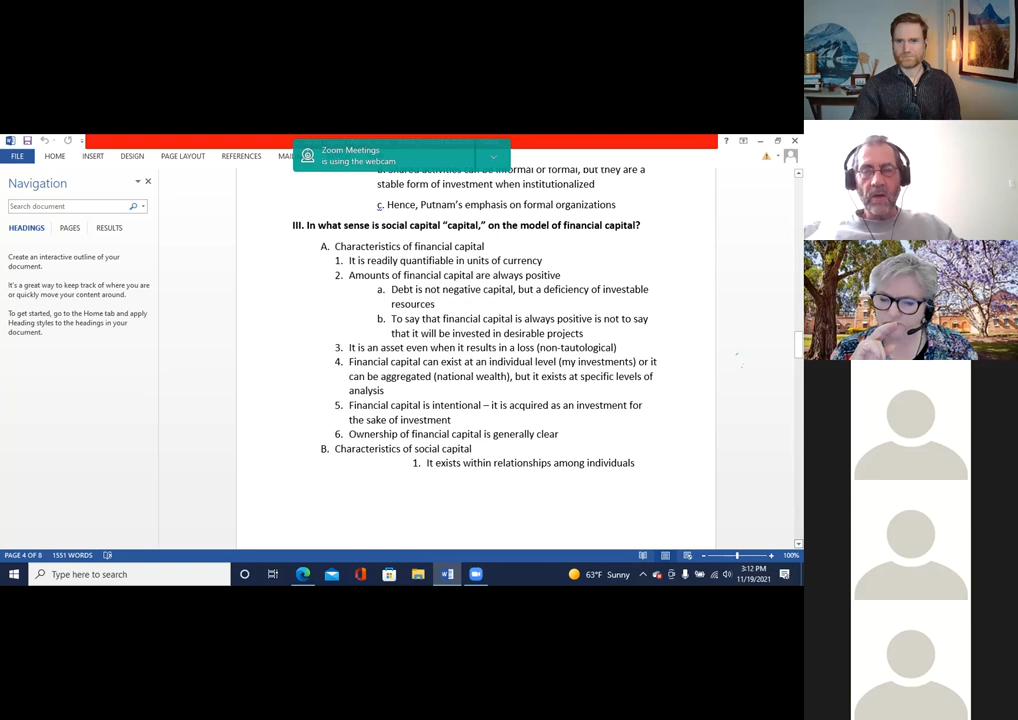 Zoom Meetings
is using the webcam
FILE HOME INSERT DESIGN PAGE LAYOUT REFERENCES MAI
Navigation
Search document
HEADINGS PAGES RESULTS
Create an interactive outline of your
document.
It's a great way to keep track of where you are
or quickly move your content around.
To get started, go to the Home tab and apply
Heading styles to the headings in your
document.
b. Shared activities can be informal or formal, but they are a
stable form of investment when institutionalized
c. Hence, Putnam's emphasis on formal organizations
III. In what sense is social capital “capital,” on the model of financial capital?
A. Characteristics of financial capital
1. It is readily quantifiable in units of currency
2. Amounts of financial capital are always positive
a. Debt is not negative capital, but a deficiency of investable
resources
b. To say that financial capital is always positive is not to say
that it will be invested in desirable projects
3. It is an asset even when it results in a loss (non-tautological)
4. Financial capital can exist at an individual level (my investments) or it
can be aggregated (national wealth), but it exists at specific levels of
analysis
5. Financial capital is intentional – it is acquired as an investment for
the sake of investment
6. Ownership of financial capital is generally clear
B. Characteristics of social capital
1. It exists within relationships among individuals
PAGE 4 OF 8 1551 WORDS
100%
Type here to search
63°F Sunny
3:12 PM
11/19/2021